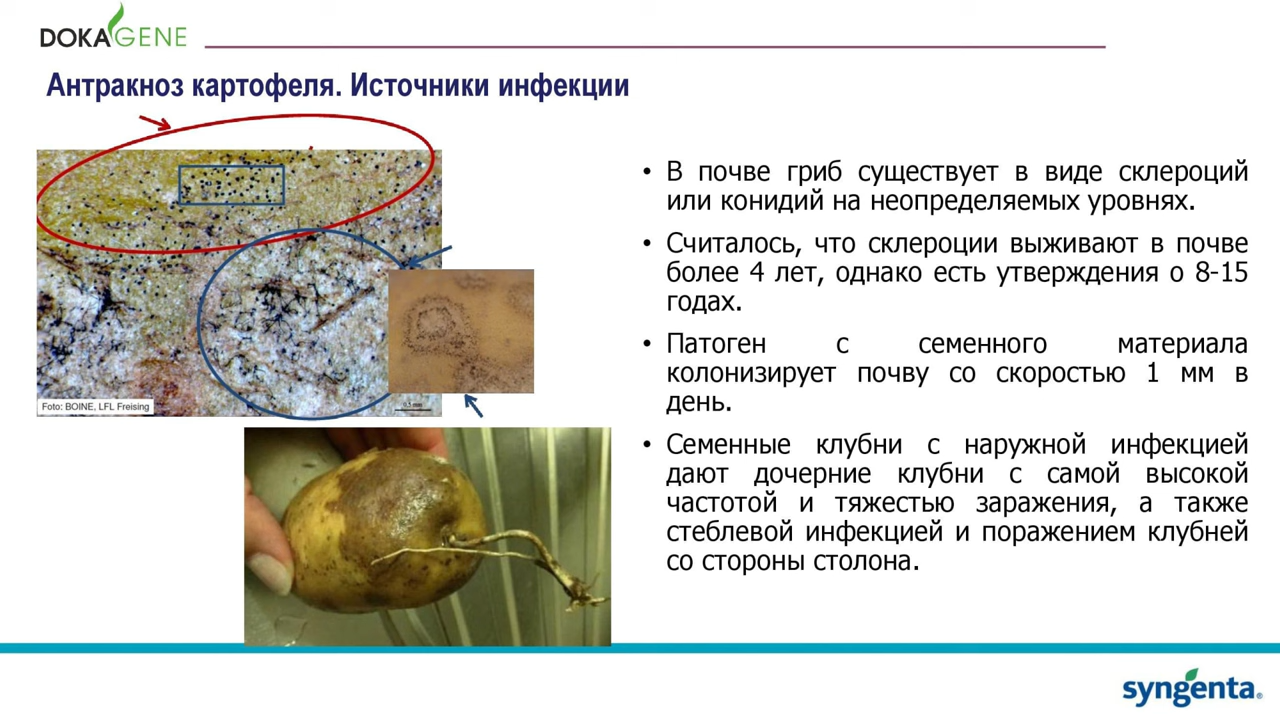 DOKAGENE
Антракноз картофеля. Источники инфекции
Foto: BOINE, LFL Freising
0,5 mm
• В почве гриб существует в виде склероций
или конидий на неопределяемых уровнях.
• Считалось, что склероции выживают в почве
более 4 лет, однако есть утверждения о 8-15
годах.
• Патоген с семенного материала
колонизирует почву со скоростью 1 мм в
день.
• Семенные клубни с наружной инфекцией
дают дочерние клубни с самой высокой
частотой и тяжестью заражения, а также
стеблевой инфекцией и поражением клубней
со стороны столона.
syngenta®